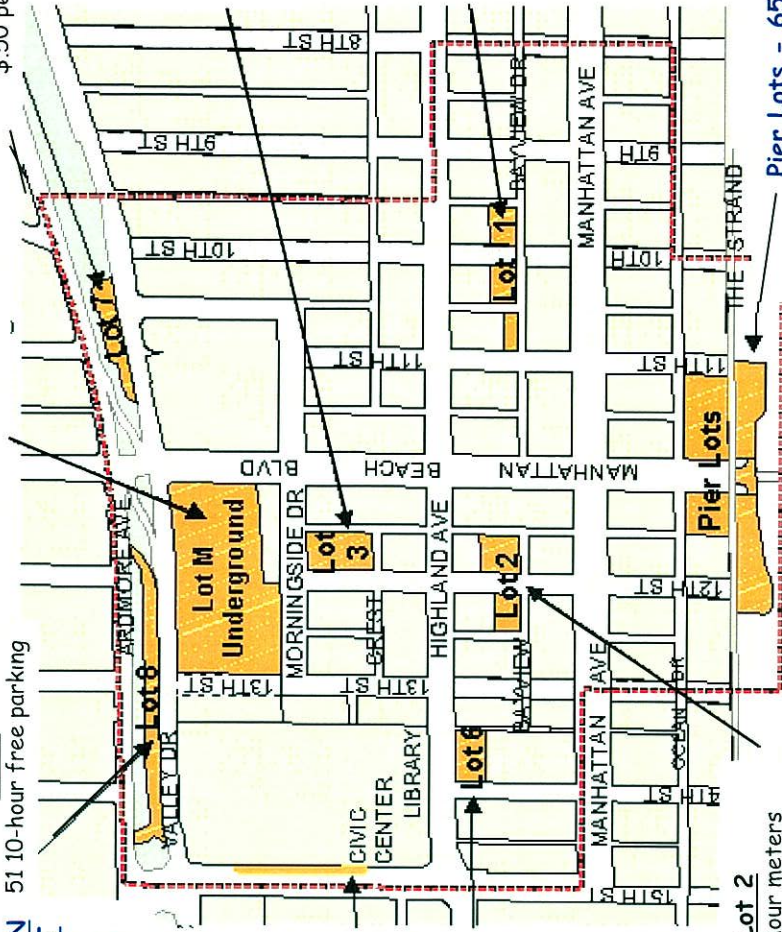 51 10-hour free parking
ARDMORE AVE
Lot 8
VALLEY DR
Lot M
Underground
Lot 7
10TH ST
9TH ST
8TH ST
11TH ST
13TH ST
MORNINGSIDE DR
Lot
3
CREST
13TH ST
MANHATTAN BEACH BLVD
CIVIC
CENTER
LIBRARY
HIGHLAND AVE
Lot 6
BAYVIEW
Lot 2
Lot 1
BAYVIEW DR
MANHATTAN AVE
MANHATTAN AVE
9TH
10TH
11TH ST
12TH ST
15TH ST
OCEAN DR
Pier Lots
THE STRAND
Lot 2
Pier Lots -